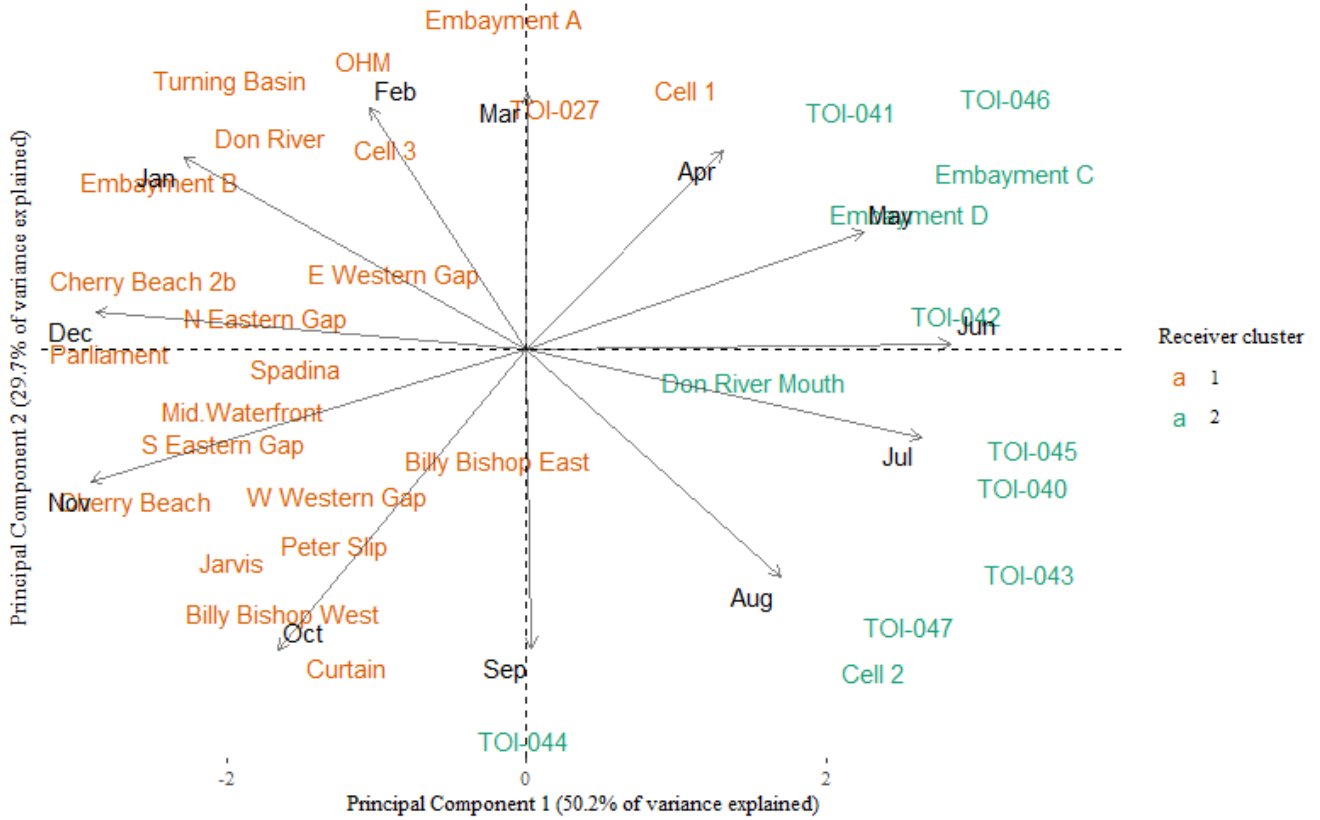 Embayment A
OHM
Turning Basin
Feb
Cell 1
TOI-046
Mar
TOI-027
TOI-041
Don River
Cell 3
Apr
Jan
Embayment B
Embayment C
Embayment D
May
E Western Gap
Cherry Beach 2b
N Eastern Gap
TOI-042
Dec
Jun
Parliament
Spadina
Don River Mouth
Mid.Waterfront
S Eastern Gap
Billy Bishop East
Jul
TOI-045
TOI-040
Nov
Cherry Beach
W Western Gap
Peter Slip
Jarvis
TOI-043
Aug
Billy Bishop West
Oct
TOI-047
Curtain
Sep
Cell 2
TOI-044
-2
0
2
Principal Component 1 (50.2% of variance explained)
Principal Component 2 (29.7% of variance explained)
Receiver cluster
a 1
a 2